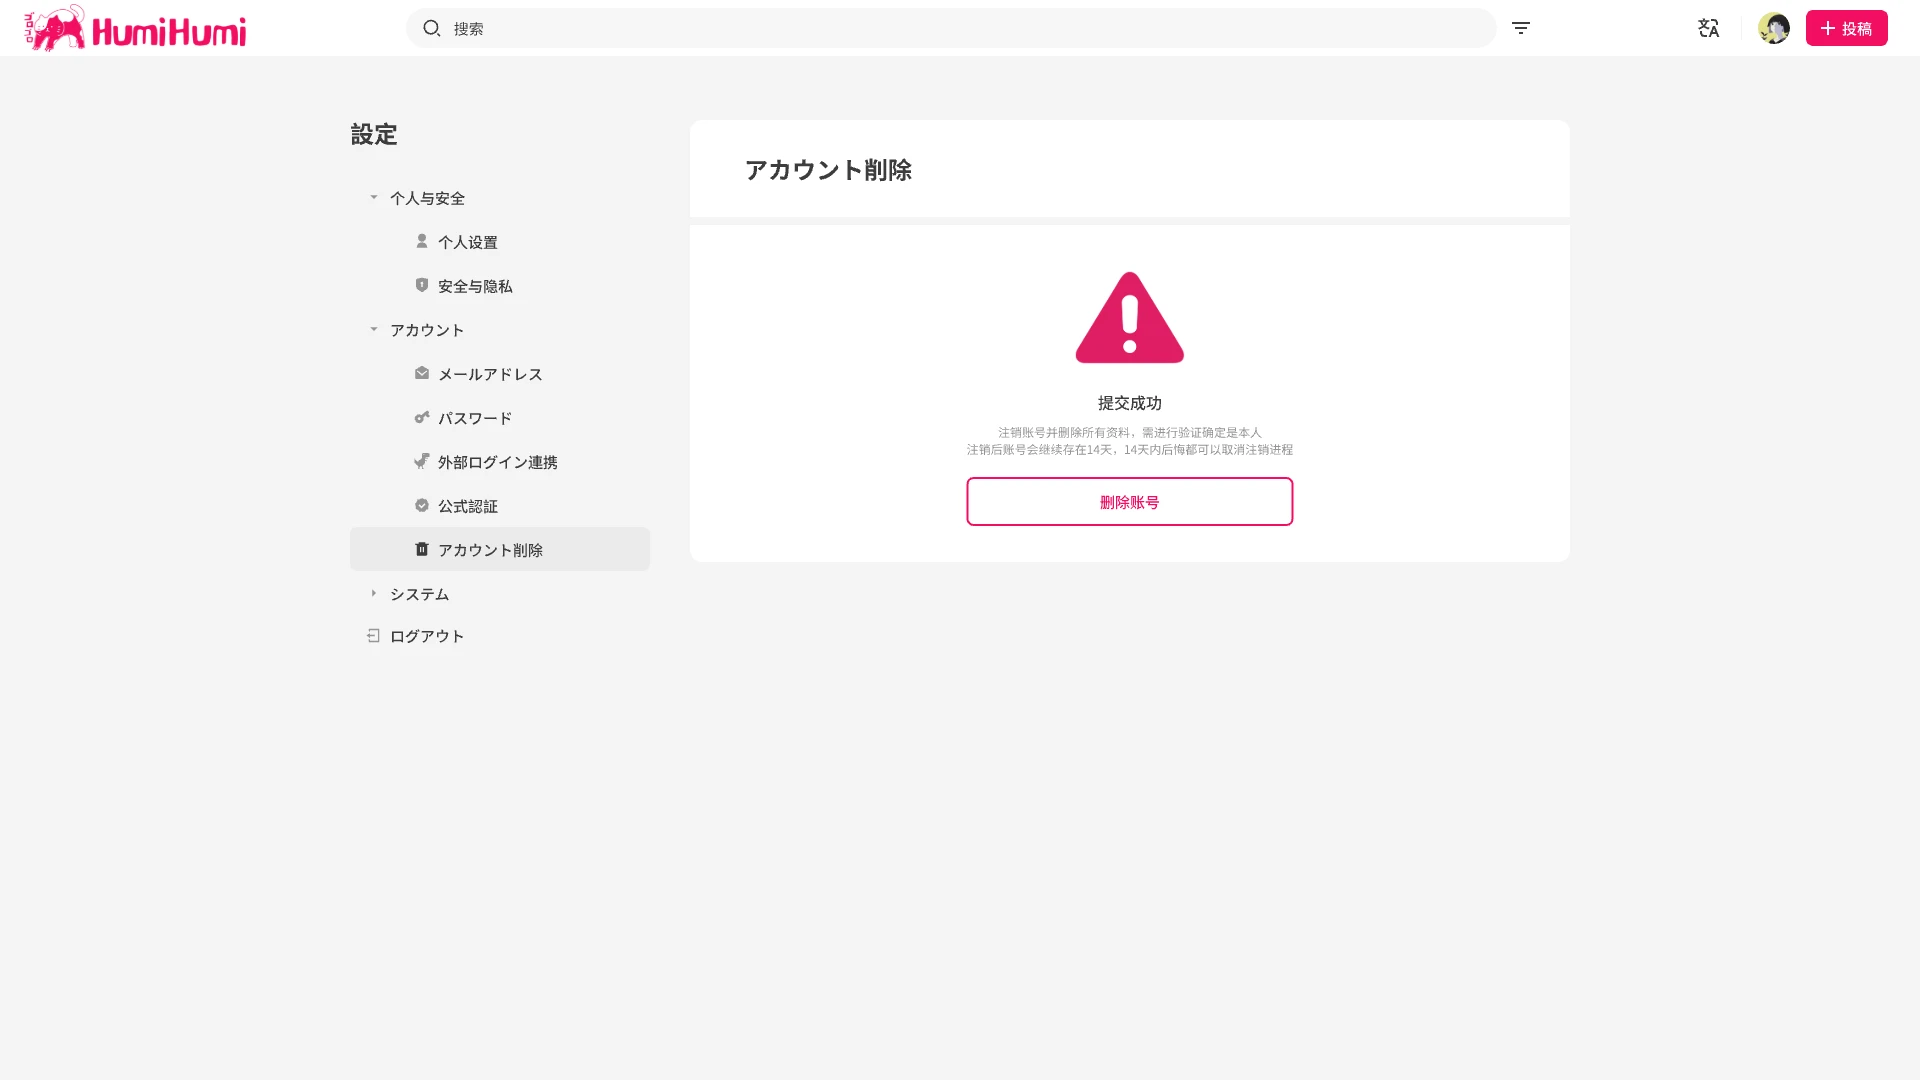 ゴロゴロ
HumiHumi
搜索
投稿
設定
个人与安全
个人设置
安全与隐私
アカウント
メールアドレス
パスワード
外部ログイン連携
公式認証
アカウント削除
システム
ログアウト
アカウント削除
提交成功
注销账号并删除所有资料，需进行验证确定是本人
注销后账号会继续存在14天，14天内后悔都可以取消注销进程
删除账号